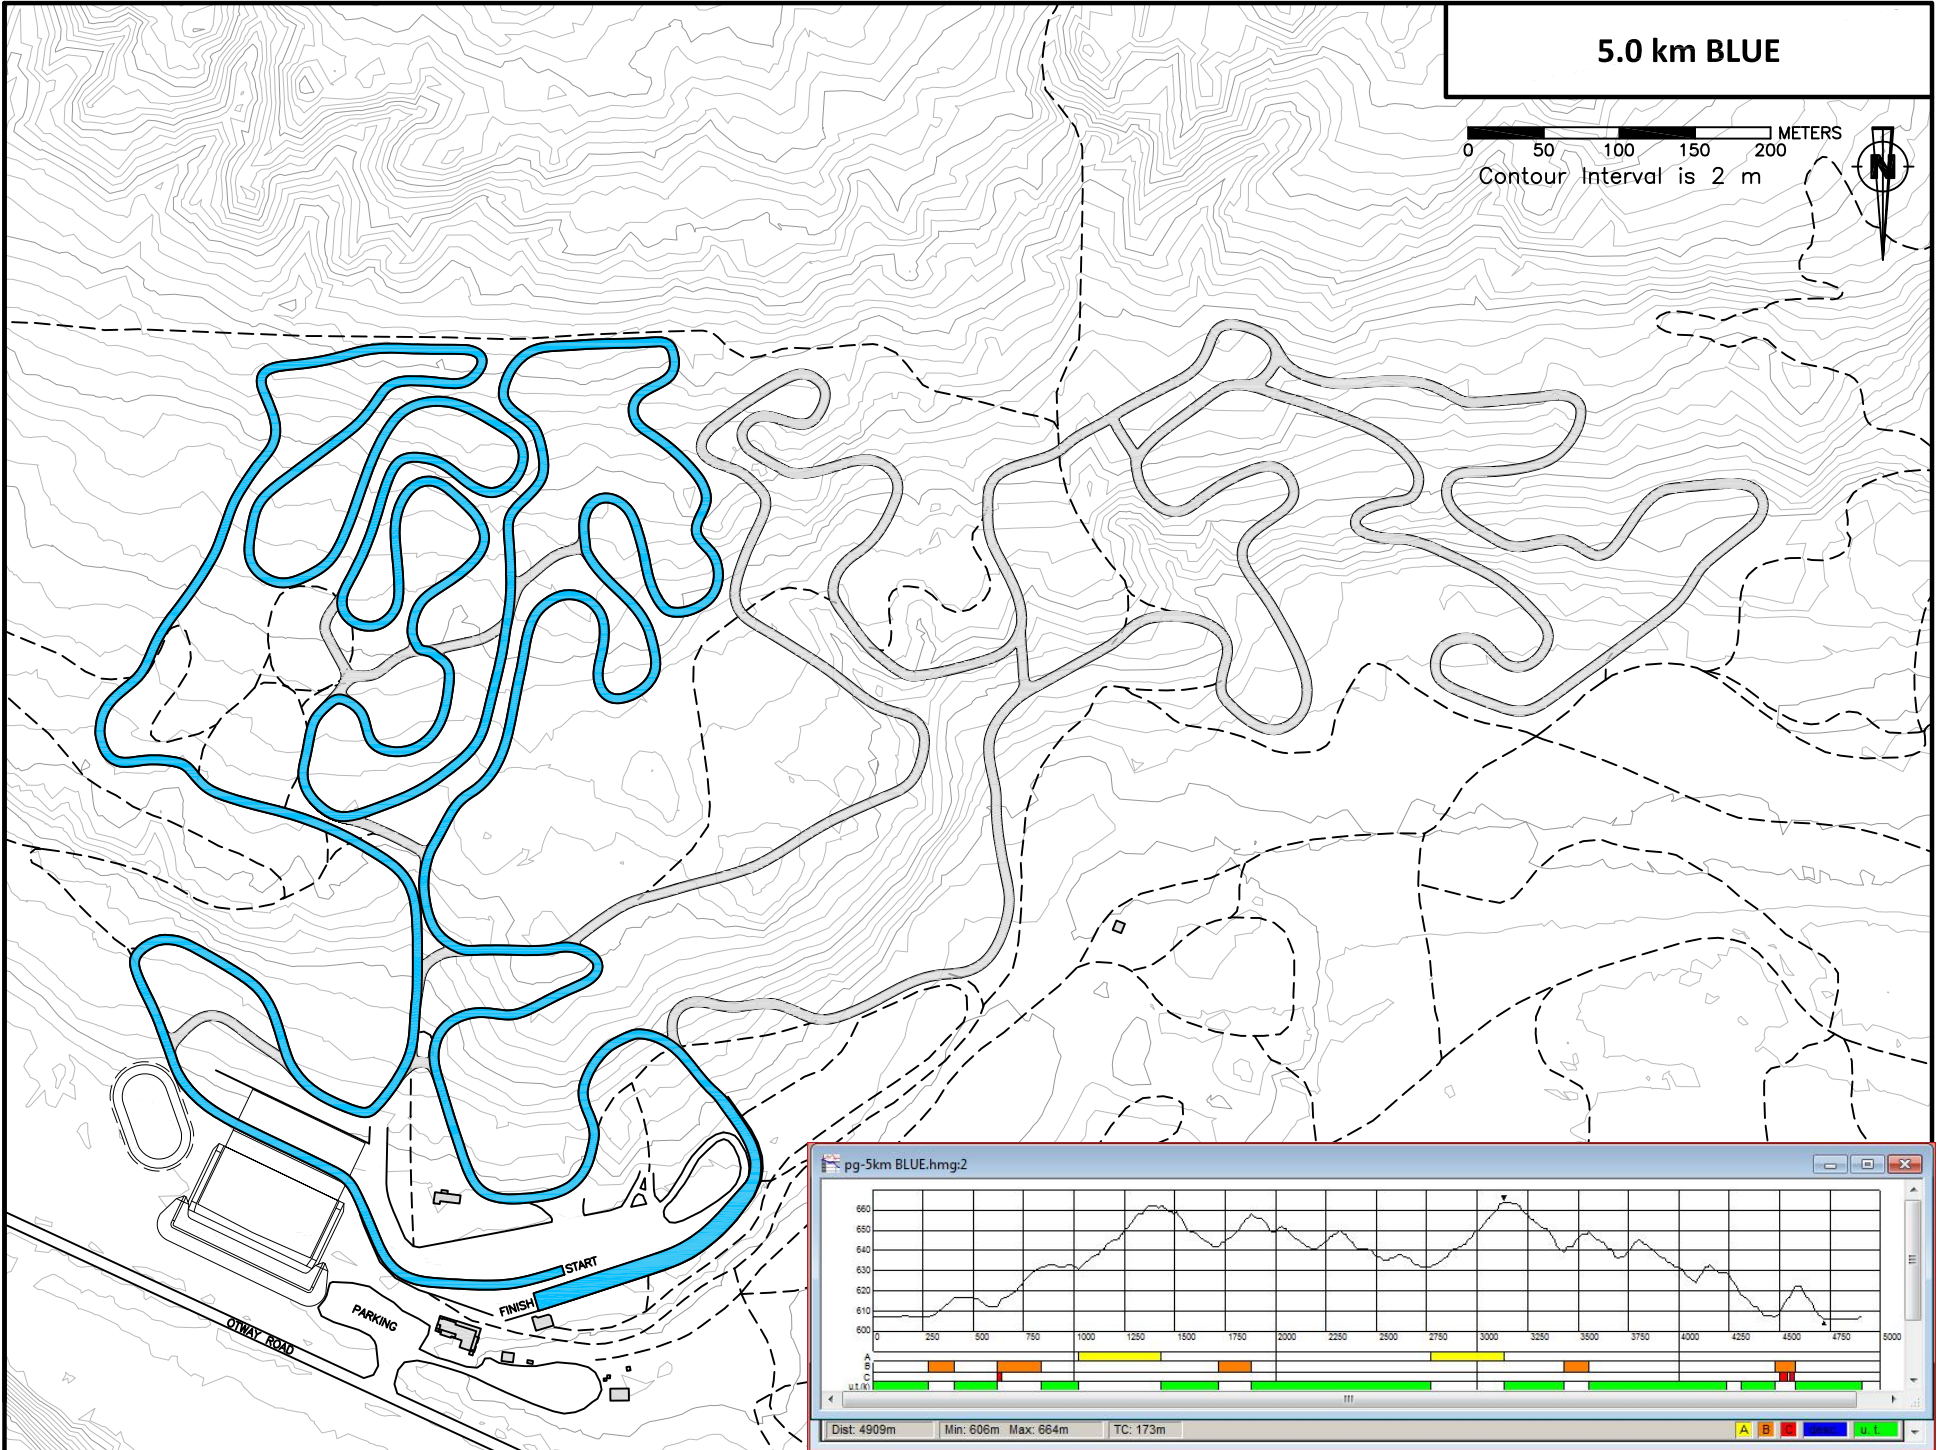 5.0 km BLUE
METERS
0 50 100 150 200
Contour Interval is 2 m
N
START
FINISH
PARKING
OTWAY ROAD
pg-5km BLUE.hmg:2
660
650
640
630
620
610
600
0 250 500 750 1000 1250 1500 1750 2000 2250 2500 2750 3000 3250 3500 3750 4000 4250 4500 4750 5000
A
B
C
u.t.(k)
Dist: 4909m Min: 606m Max: 664m TC: 173m
A B C u. t.